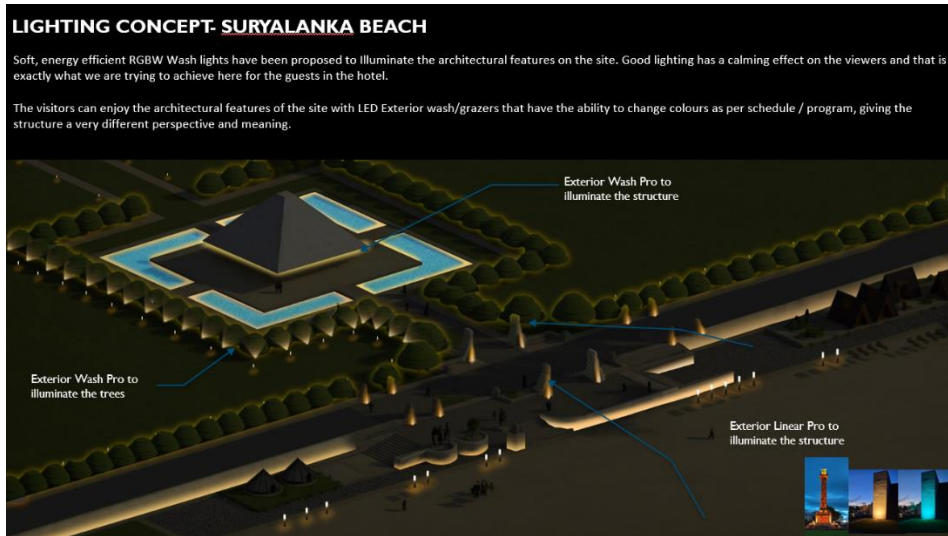 LIGHTING CONCEPT- SURYALANKA BEACH
Soft, energy efficient RGBW Wash lights have been proposed to Illuminate the architectural features on the site. Good lighting has a calming effect on the viewers and that is
exactly what we are trying to achieve here for the guests in the hotel.
The visitors can enjoy the architectural features of the site with LED Exterior wash/grazers that have the ability to change colours as per schedule / program, giving the
structure a very different perspective and meaning.
Exterior Wash Pro to
illuminate the structure
Exterior Wash Pro to
illuminate the trees
Exterior Linear Pro to
illuminate the structure